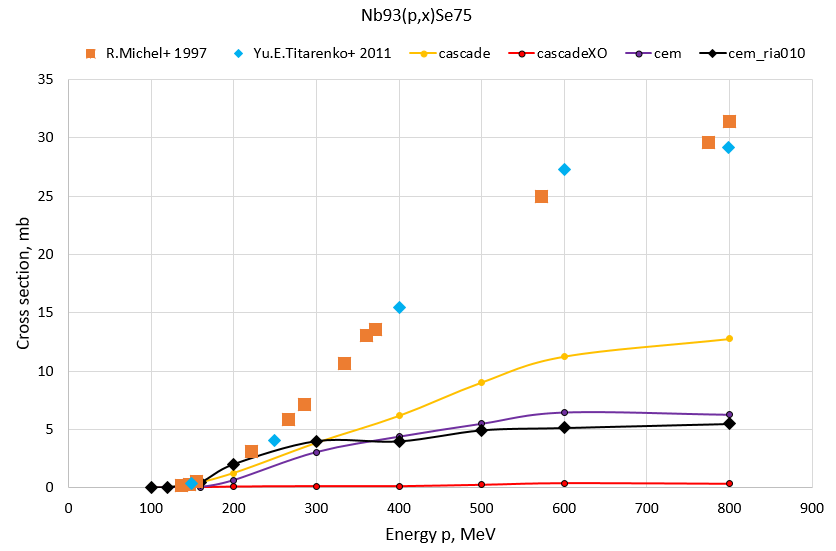 Nb93(p,x)Se75
R.Michel+ 1997 Yu.E.Titarenko+ 2011 cascade cascadeXO cem cem_ria010
35
30
25
20
15
10
5
0
Cross section, mb
0 100 200 300 400 500 600 700 800 900
Energy p, MeV